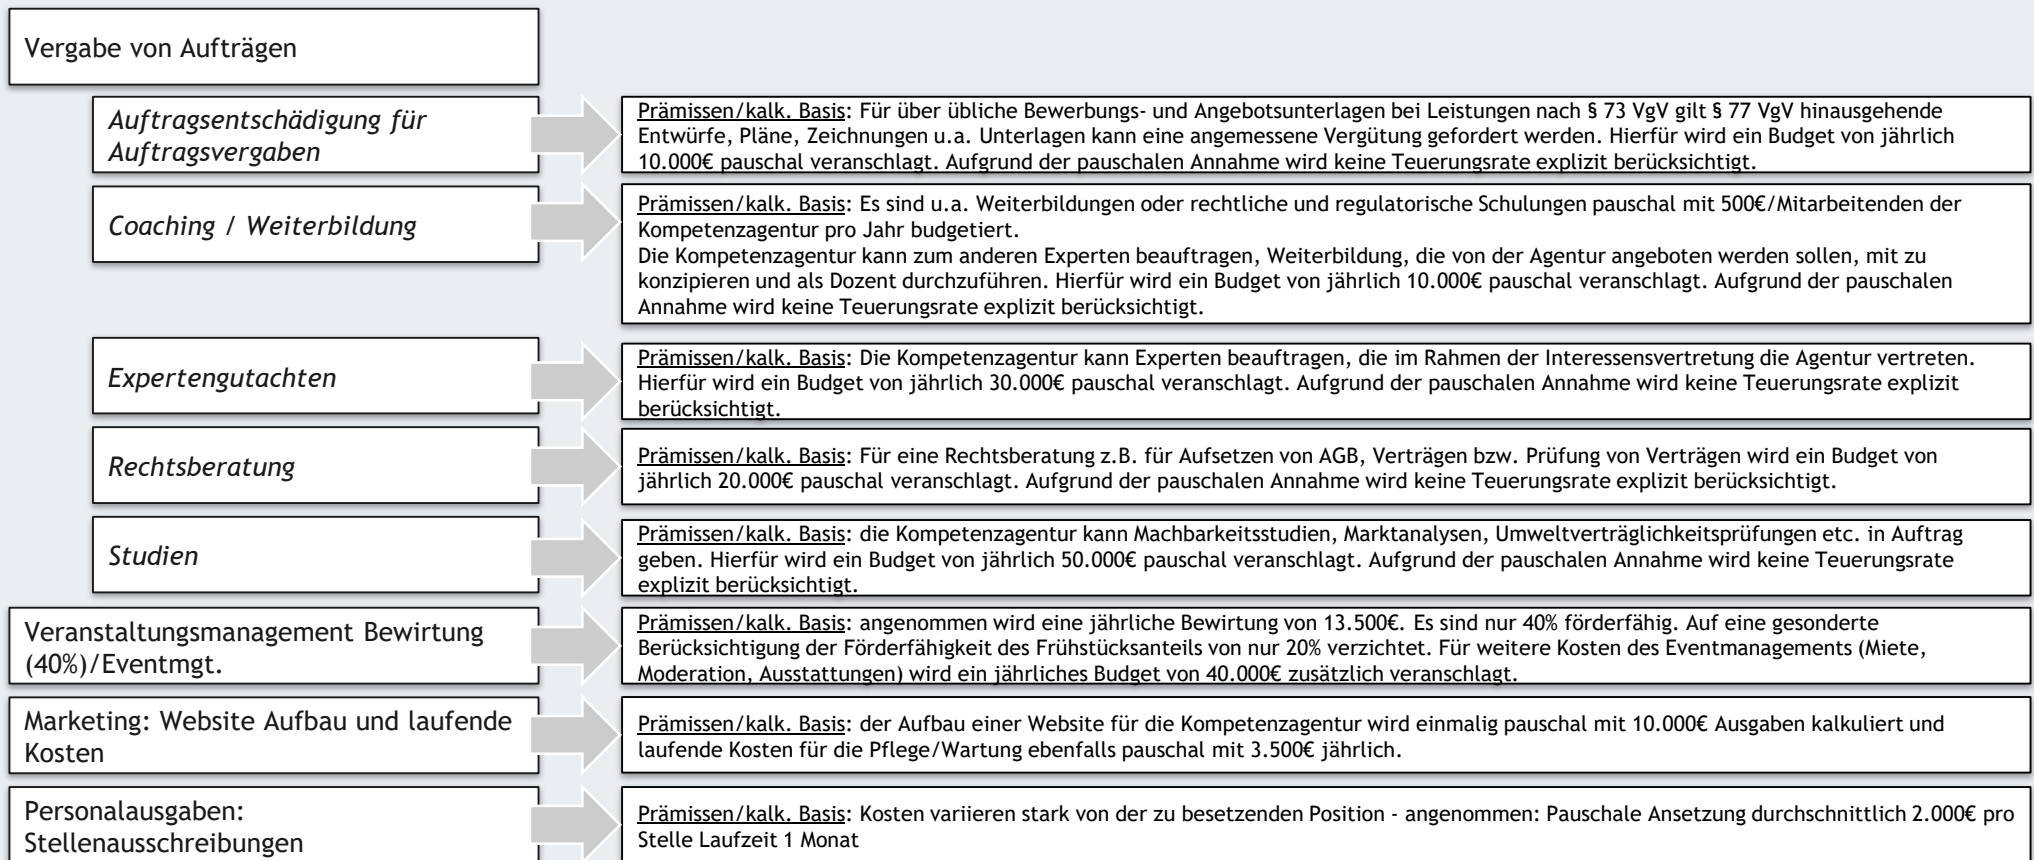 Vergabe von Aufträgen
Auftragsentschädigung für
Auftragsvergaben
Prämissen/kalk. Basis: Für über übliche Bewerbungs- und Angebotsunterlagen bei Leistungen nach § 73 VgV gilt § 77 VgV hinausgehende
Entwürfe, Pläne, Zeichnungen u.a. Unterlagen kann eine angemessene Vergütung gefordert werden. Hierfür wird ein Budget von jährlich
10.000€ pauschal veranschlagt. Aufgrund der pauschalen Annahme wird keine Teuerungsrate explizit berücksichtigt.
Coaching / Weiterbildung
Prämissen/kalk. Basis: Es sind u.a. Weiterbildungen oder rechtliche und regulatorische Schulungen pauschal mit 500€/Mitarbeitenden der
Kompetenzagentur pro Jahr budgetiert.
Die Kompetenzagentur kann zum anderen Experten beauftragen, Weiterbildung, die von der Agentur angeboten werden sollen, mit zu
konzipieren und als Dozent durchzuführen. Hierfür wird ein Budget von jährlich 10.000€ pauschal veranschlagt. Aufgrund der pauschalen
Annahme wird keine Teuerungsrate explizit berücksichtigt.
Expertengutachten
Prämissen/kalk. Basis: Die Kompetenzagentur kann Experten beauftragen, die im Rahmen der Interessensvertretung die Agentur vertreten.
Hierfür wird ein Budget von jährlich 30.000€ pauschal veranschlagt. Aufgrund der pauschalen Annahme wird keine Teuerungsrate explizit
berücksichtigt.
Rechtsberatung
Prämissen/kalk. Basis: Für eine Rechtsberatung z.B. für Aufsetzen von AGB, Verträgen bzw. Prüfung von Verträgen wird ein Budget von
jährlich 20.000€ pauschal veranschlagt. Aufgrund der pauschalen Annahme wird keine Teuerungsrate explizit berücksichtigt.
Studien
Prämissen/kalk. Basis: die Kompetenzagentur kann Machbarkeitsstudien, Marktanalysen, Umweltverträglichkeitsprüfungen etc. in Auftrag
geben. Hierfür wird ein Budget von jährlich 50.000€ pauschal veranschlagt. Aufgrund der pauschalen Annahme wird keine Teuerungsrate
explizit berücksichtigt.
Veranstaltungsmanagement Bewirtung
(40%)/Eventmgt.
Prämissen/kalk. Basis: angenommen wird eine jährliche Bewirtung von 13.500€. Es sind nur 40% förderfähig. Auf eine gesonderte
Berücksichtigung der Förderfähigkeit des Frühstücksanteils von nur 20% verzichtet. Für weitere Kosten des Eventmanagements (Miete,
Moderation, Ausstattungen) wird ein jährliches Budget von 40.000€ zusätzlich veranschlagt.
Marketing: Website Aufbau und laufende
Kosten
Prämissen/kalk. Basis: der Aufbau einer Website für die Kompetenzagentur wird einmalig pauschal mit 10.000€ Ausgaben kalkuliert und
laufende Kosten für die Pflege/Wartung ebenfalls pauschal mit 3.500€ jährlich.
Personalausgaben:
Stellenausschreibungen
Prämissen/kalk. Basis: Kosten variieren stark von der zu besetzenden Position - angenommen: Pauschale Ansetzung durchschnittlich 2.000€ pro
Stelle Laufzeit 1 Monat